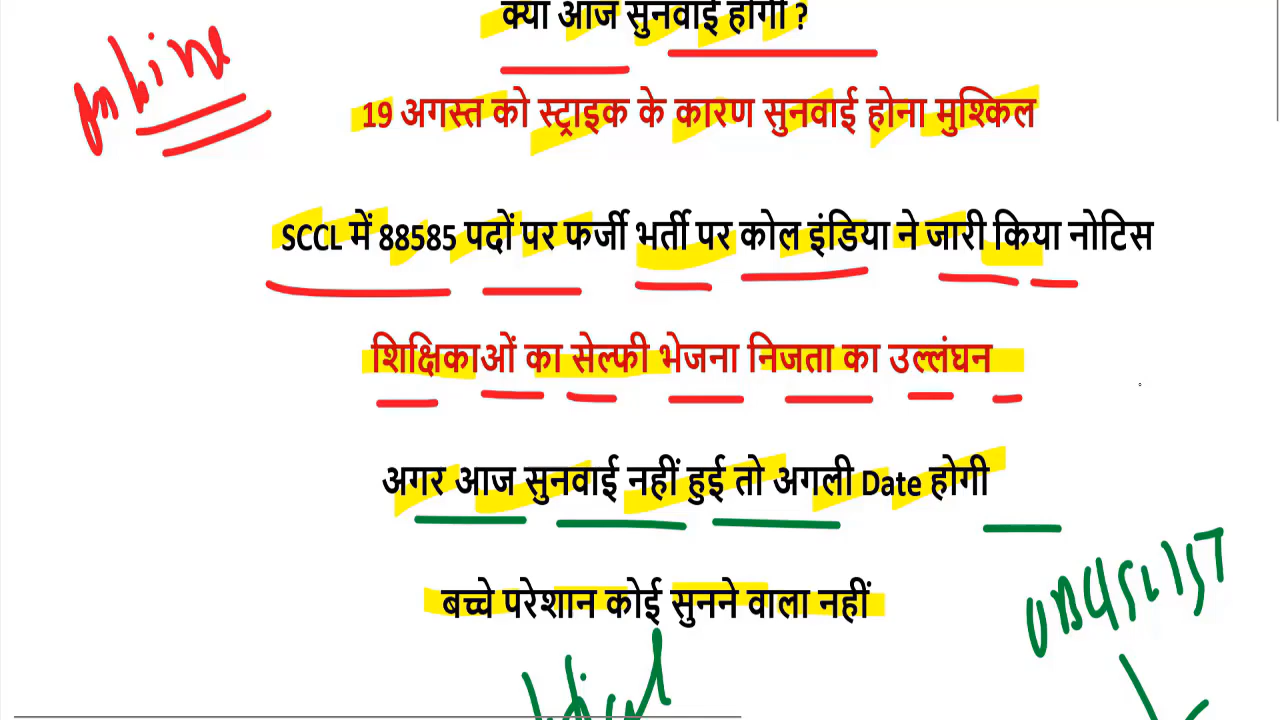 क्या आज सुनवाई होगी ?
19 अगस्त को स्ट्राइक के कारण सुनवाई होना मुश्किल
SCCL में 88585 पदों पर फर्जी भर्ती पर कोल इंडिया ने जारी किया नोटिस
शिक्षिकाओं का सेल्फी भेजना निजता का उल्लंघन
अगर आज सुनवाई नहीं हुई तो अगली Date होगी
बच्चे परेशान कोई सुनने वाला नहीं